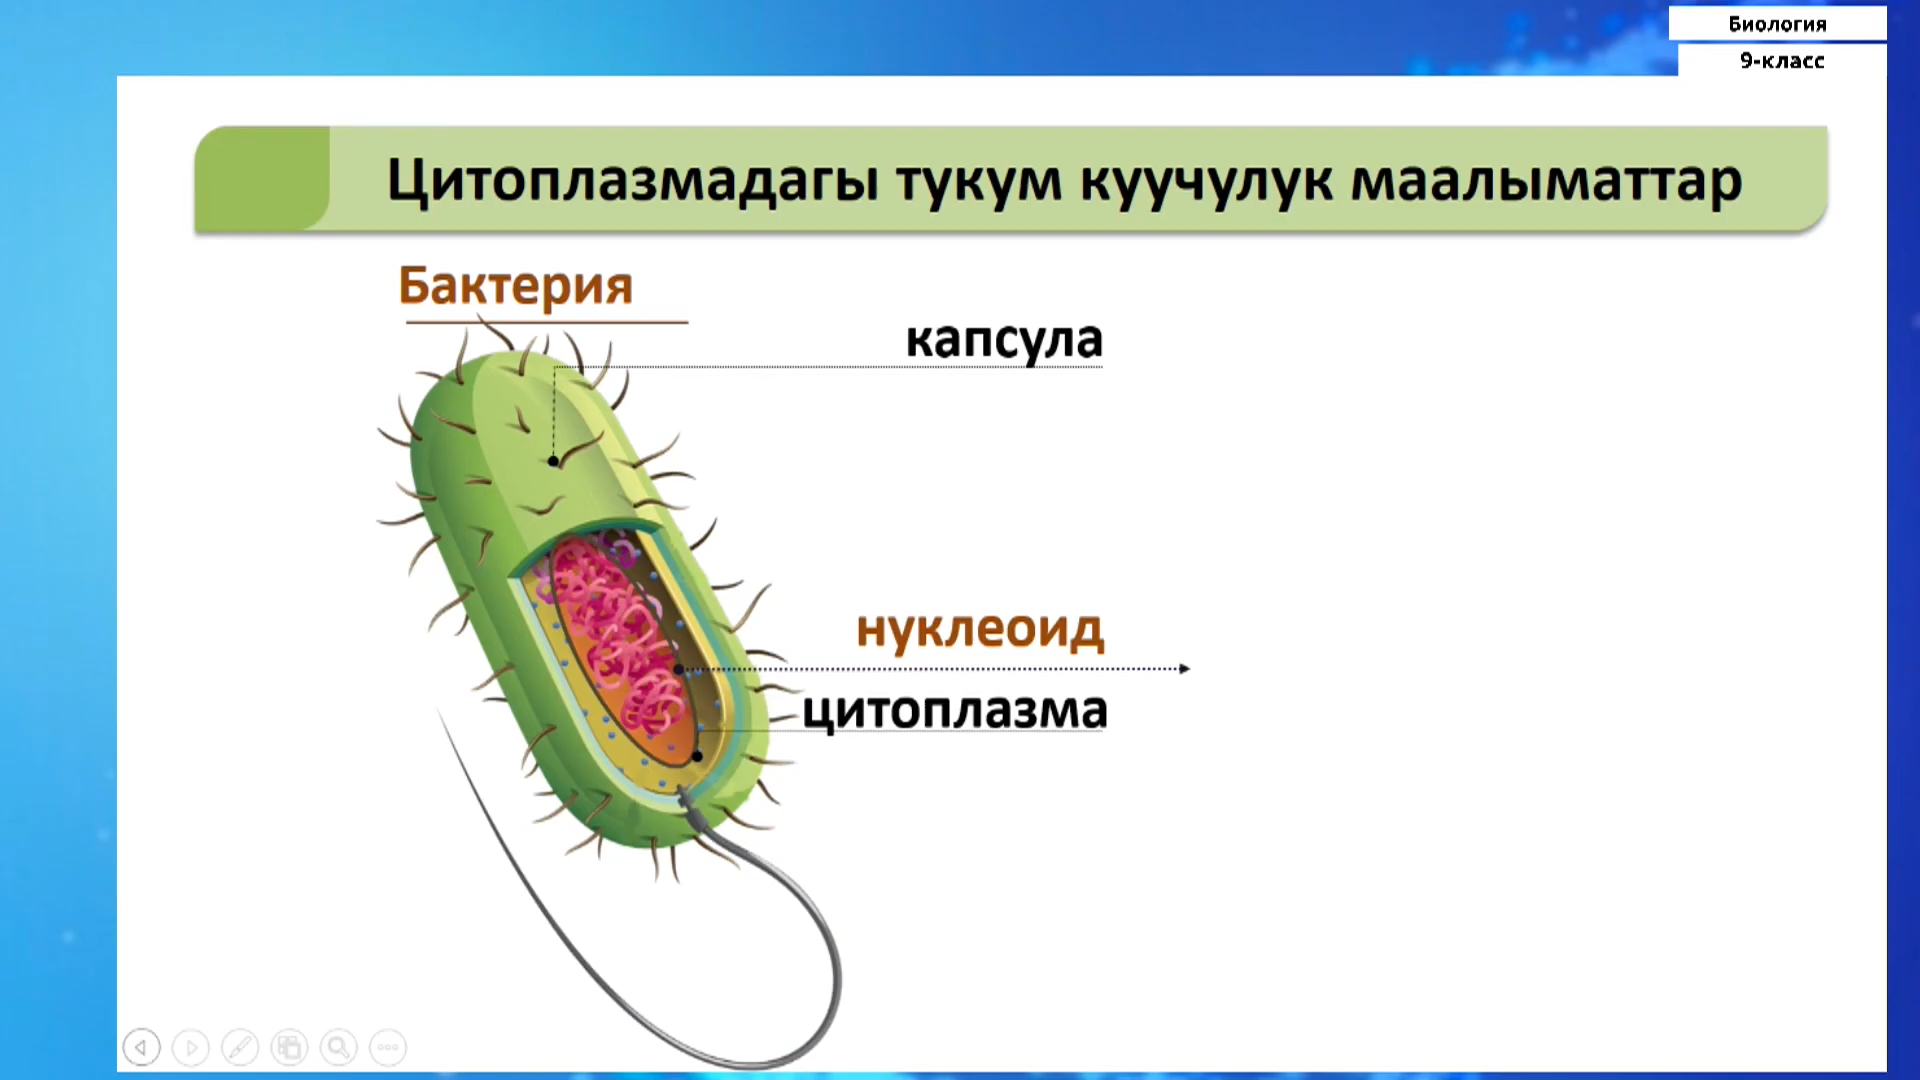 Биология
9-класс
Цитоплазмадагы тукум куучулук маалыматтар
Бактерия
капсула
нуклеоид
цитоплазма